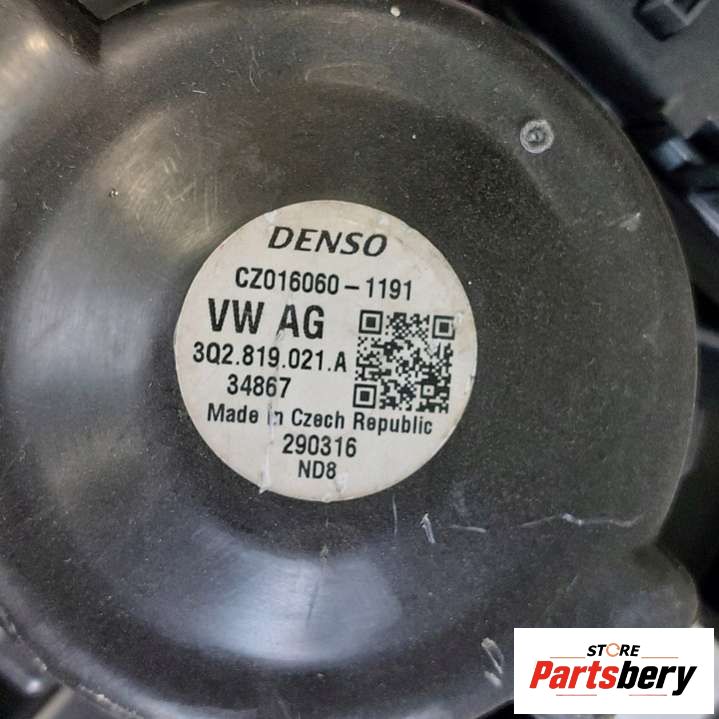 DENSO
CZ016060-1191
VW AG
3Q2.819.021.A
34867
Made in Czech Republic
290316
ND8
STORE
Partsbery